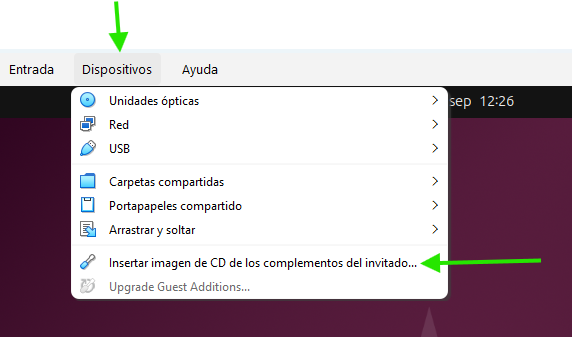 Entrada Dispositivos Ayuda
sep 12:26
Unidades ópticas
Red
USB
Carpetas compartidas
Portapapeles compartido
Arrastrar y soltar
Insertar imagen de CD de los complementos del invitado...
Upgrade Guest Additions...